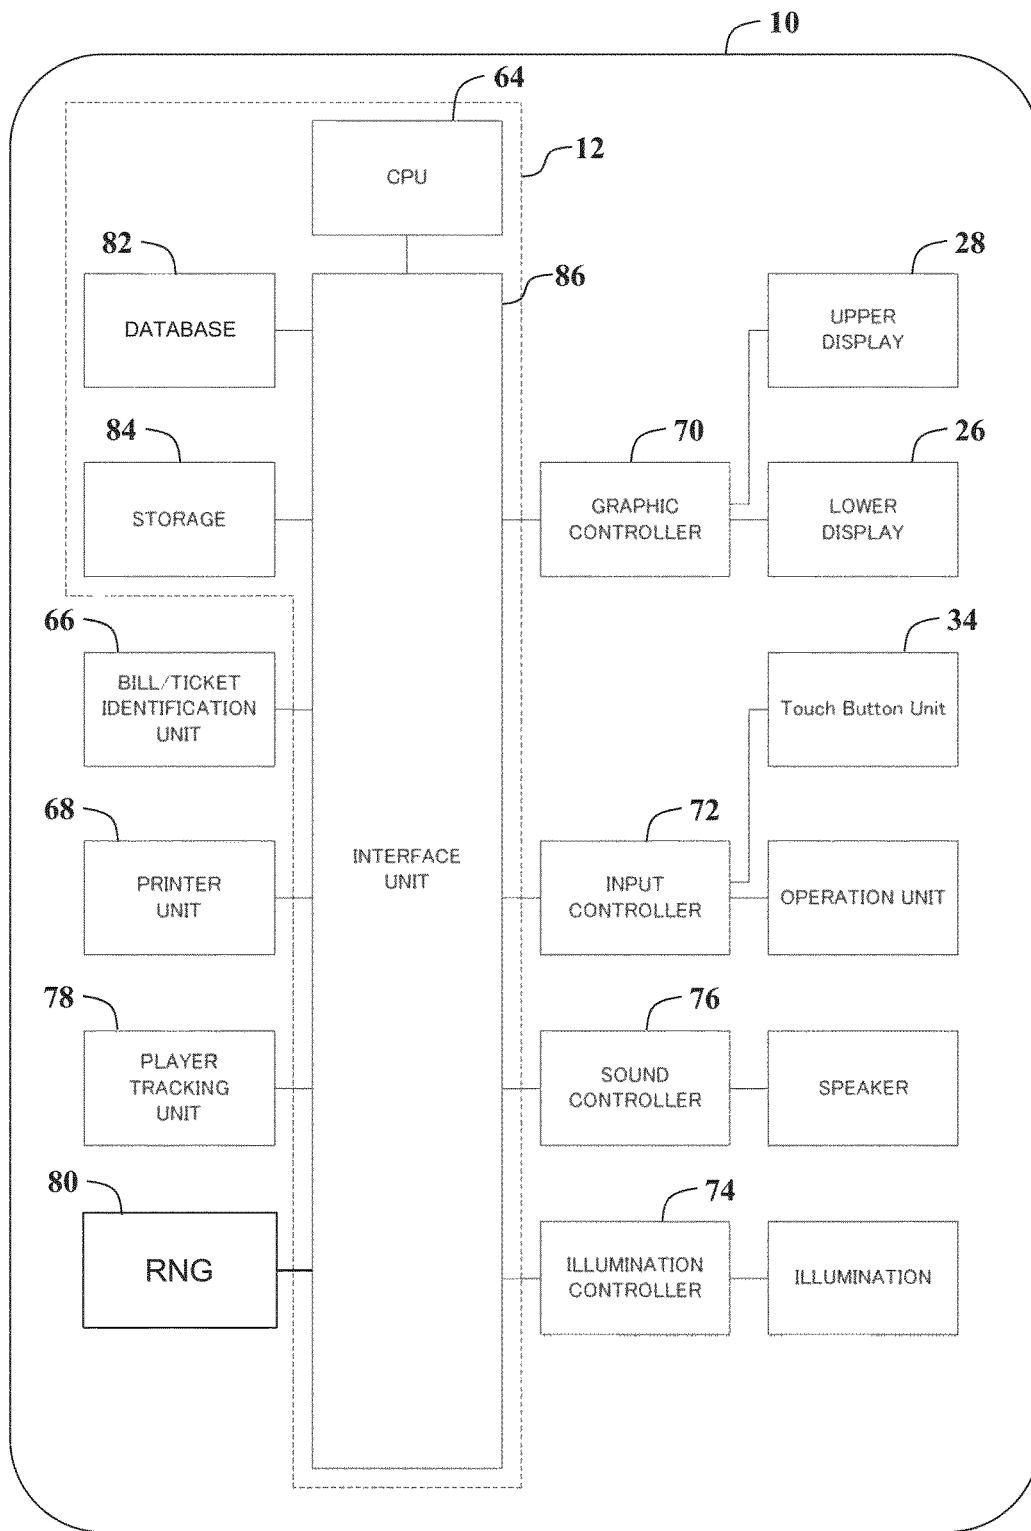 10
64
CPU
12
82
DATABASE
86
28
UPPER
DISPLAY
84
STORAGE
70
GRAPHIC
CONTROLLER
26
LOWER
DISPLAY
66
BILL/TICKET
IDENTIFICATION
UNIT
34
Touch Button Unit
68
PRINTER
UNIT
INTERFACE
UNIT
72
INPUT
CONTROLLER
OPERATION UNIT
78
PLAYER
TRACKING
UNIT
76
SOUND
CONTROLLER
SPEAKER
80
RNG
74
ILLUMINATION
CONTROLLER
ILLUMINATION